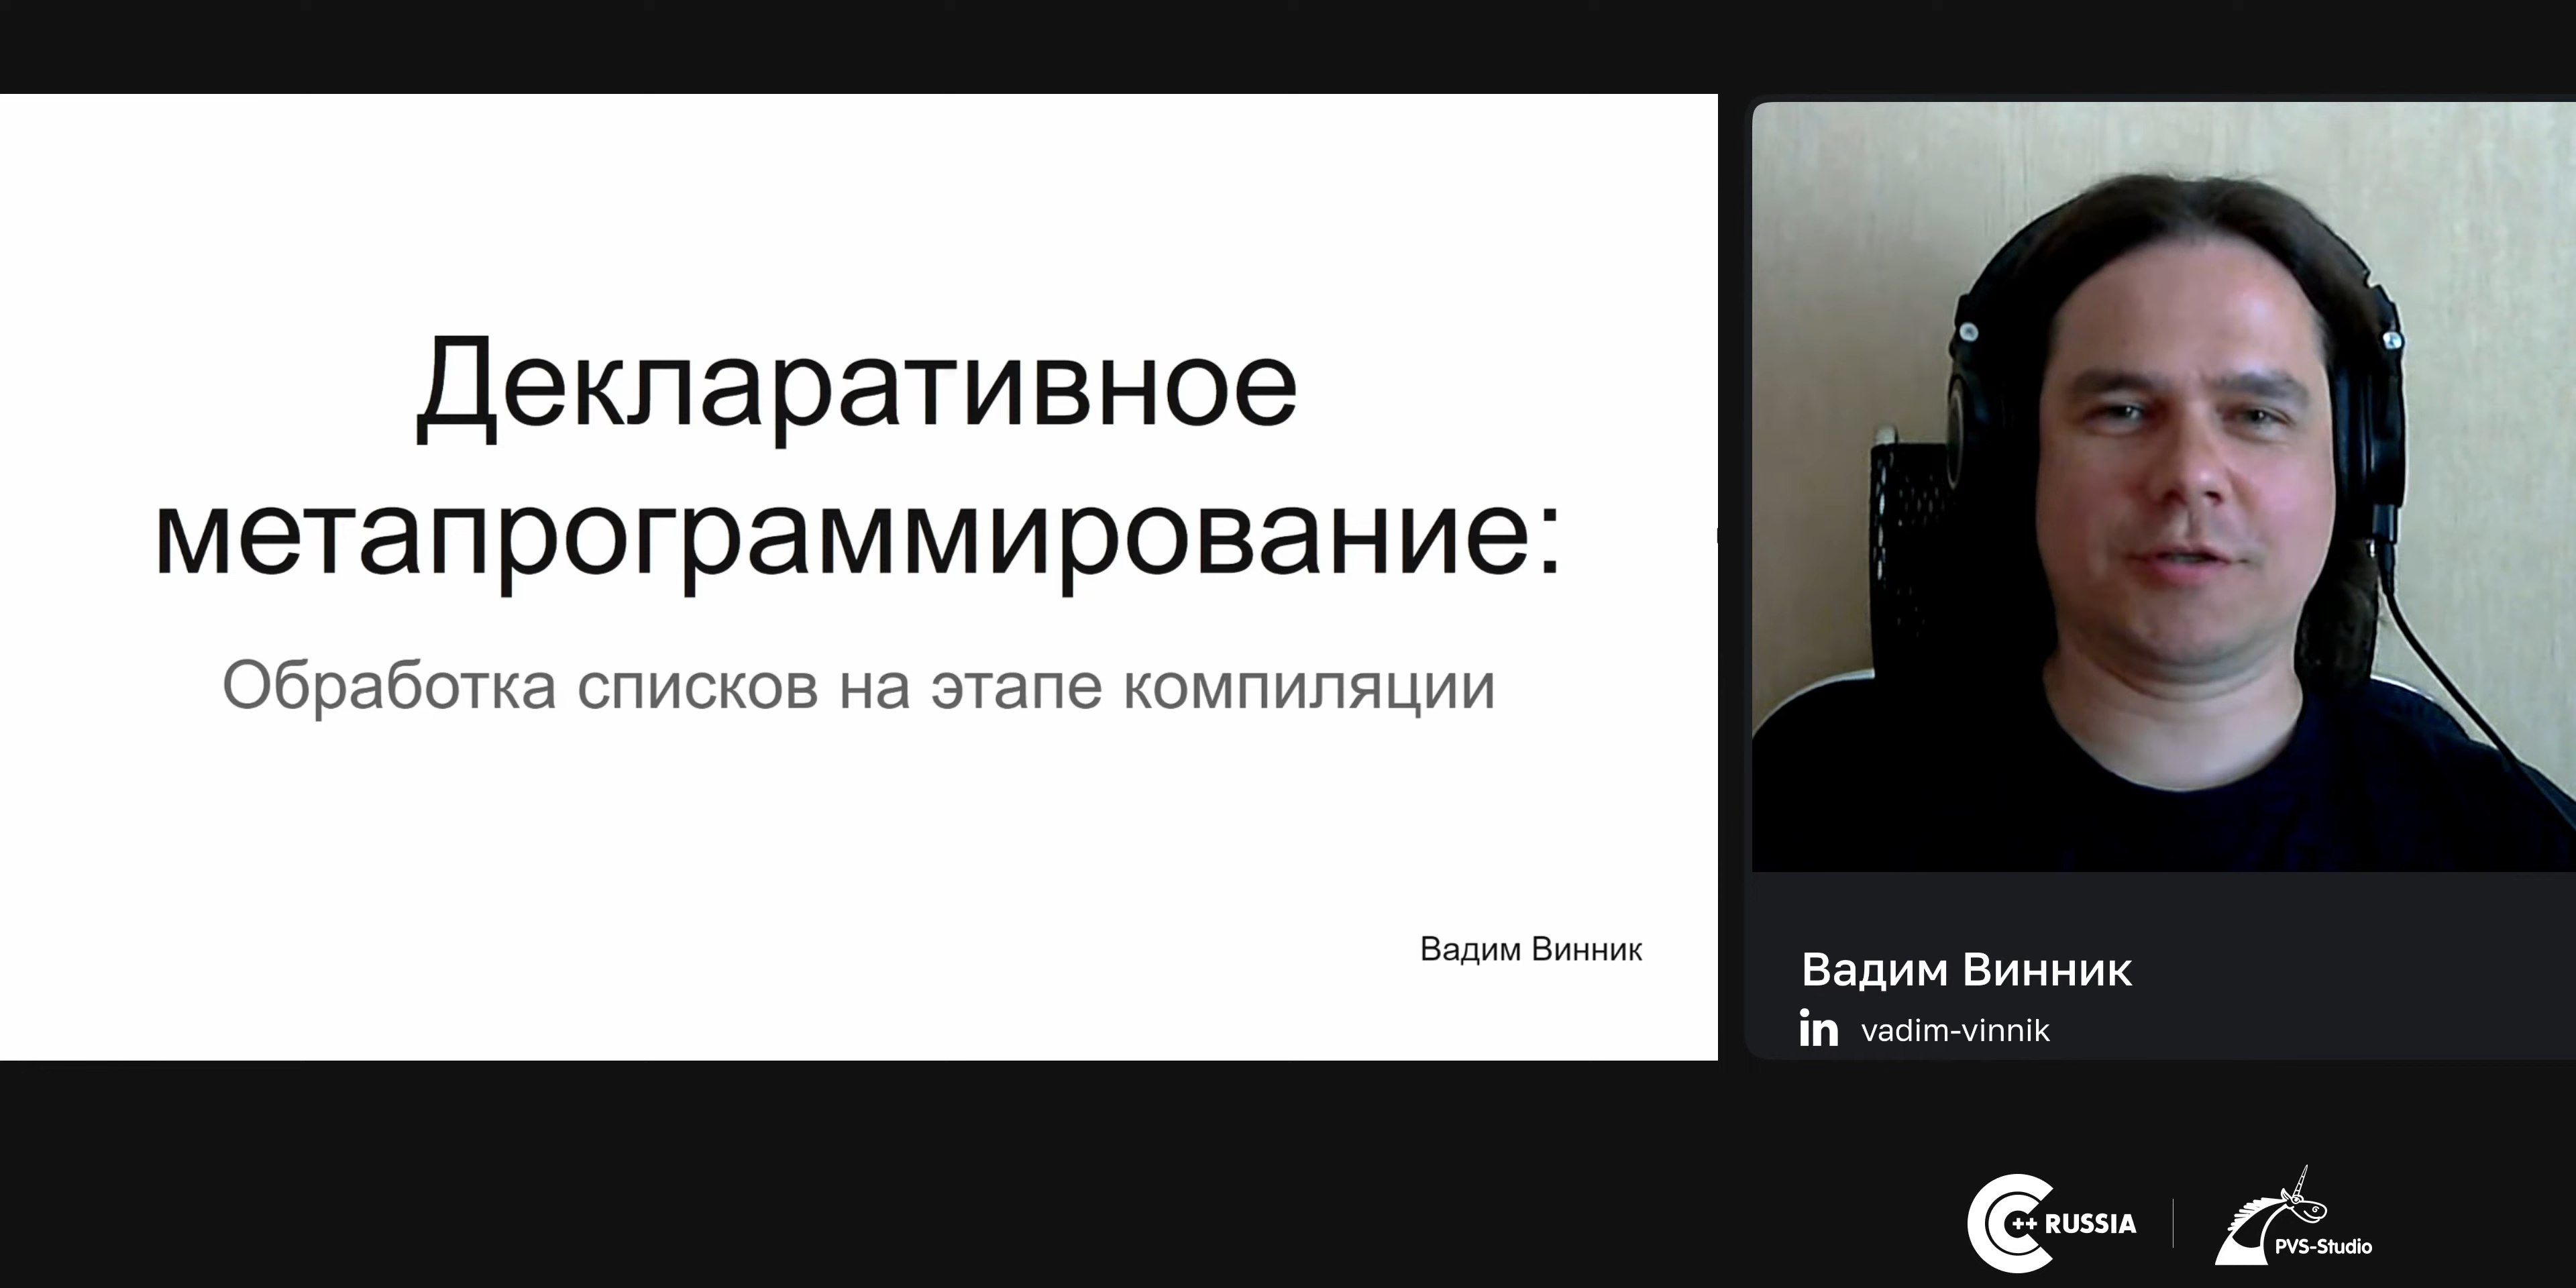 Декларативное
метапрограммирование:
Обработка списков на этапе компиляции
Вадим Винник
Вадим Винник
in vadim-vinnik
C++ RUSSIA
PVS-Studio